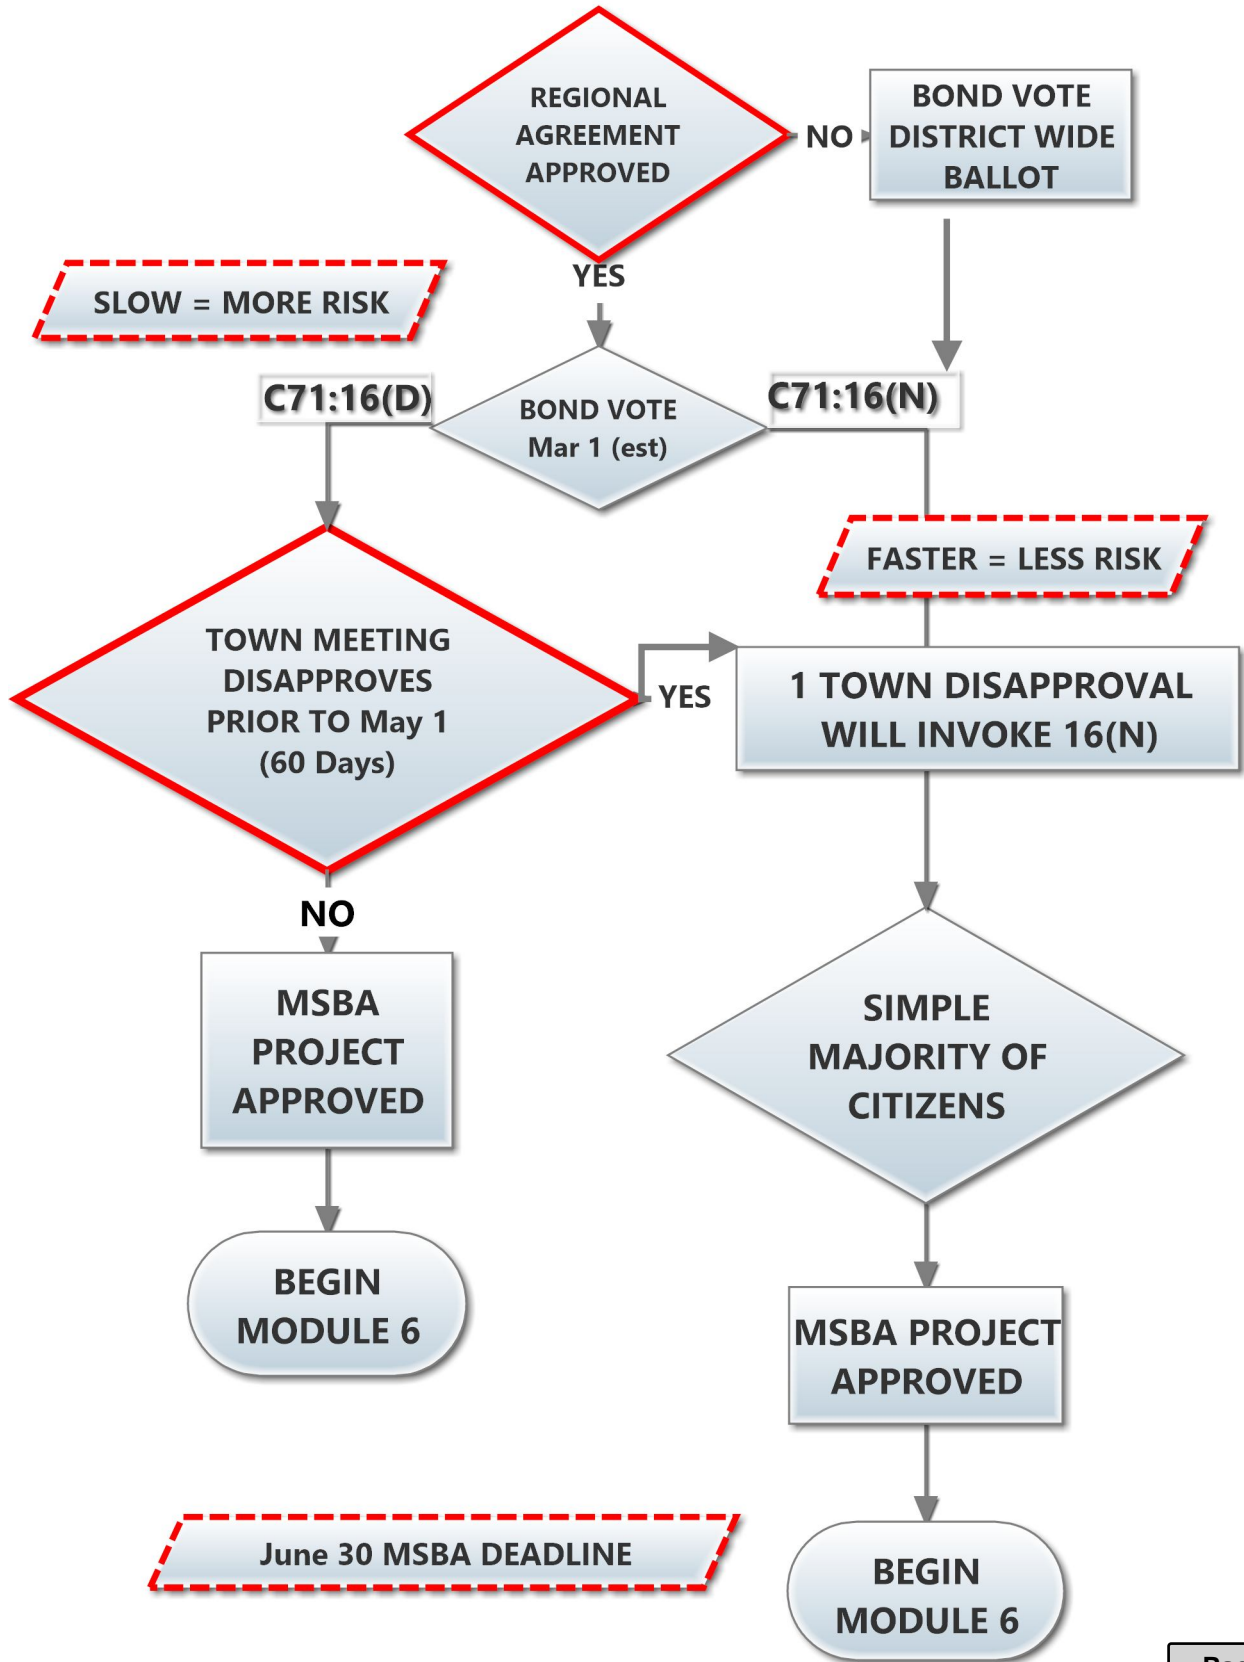 REGIONAL
AGREEMENT
APPROVED
NO
BOND VOTE
DISTRICT WIDE
BALLOT
YES
SLOW = MORE RISK
C71:16(D)
BOND VOTE
Mar 1 (est)
C71:16(N)
FASTER = LESS RISK
TOWN MEETING
DISAPPROVES
PRIOR TO May 1
(60 Days)
YES
1 TOWN DISAPPROVAL
WILL INVOKE 16(N)
NO
MSBA
PROJECT
APPROVED
SIMPLE
MAJORITY OF
CITIZENS
BEGIN
MODULE 6
MSBA PROJECT
APPROVED
June 30 MSBA DEADLINE
BEGIN
MODULE 6